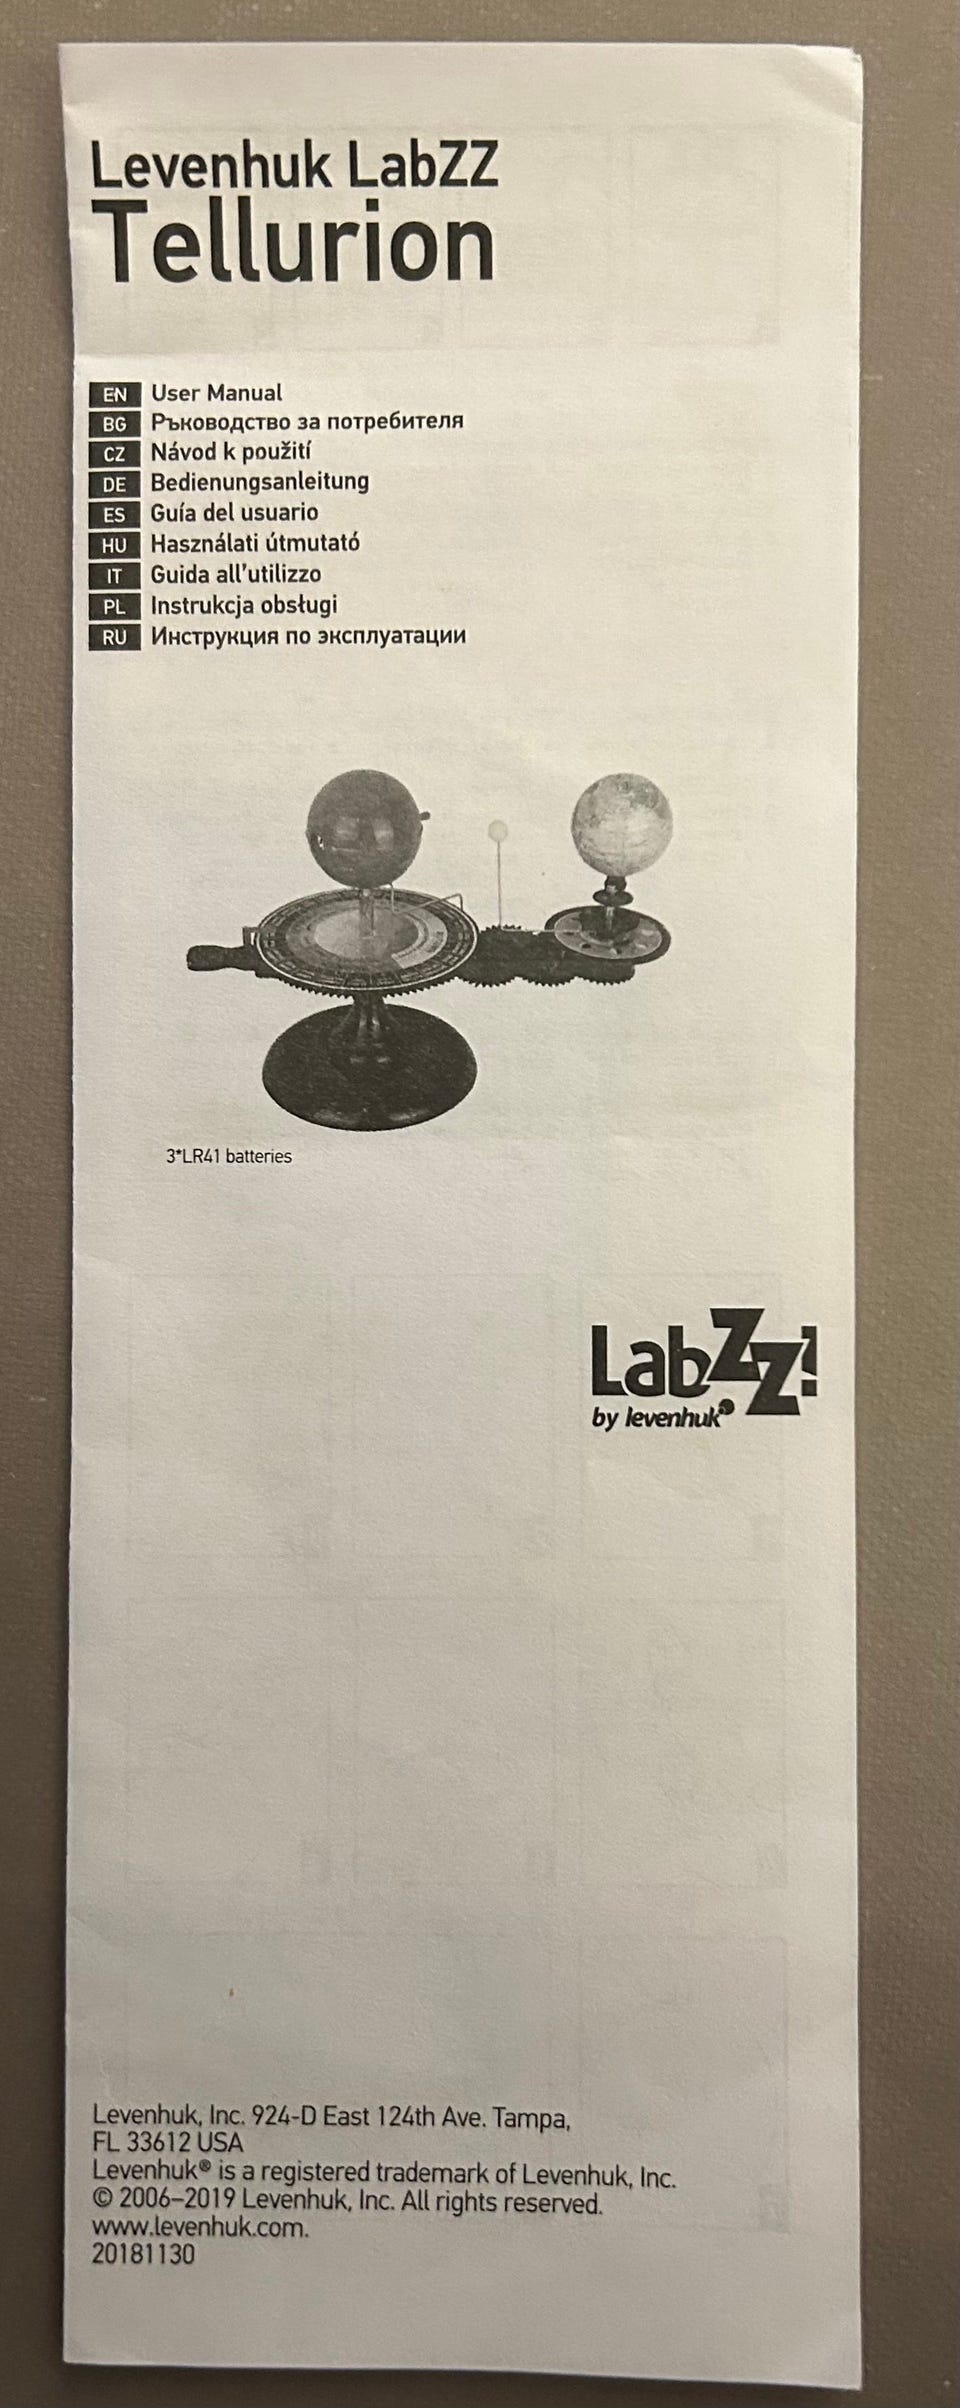 Levenhuk LabZZ
Tellurion
EN User Manual
BG Ръководство за потребителя
CZ Návod k použití
DE Bedienungsanleitung
ES Guía del usuario
HU Használati útmutató
IT Guida all'utilizzo
PL Instrukcja obsługi
RU Инструкция по эксплуатации
3*LR41 batteries
LabZZ!
by levenhuk
Levenhuk, Inc. 924-D East 124th Ave. Tampa,
FL 33612 USA
Levenhuk® is a registered trademark of Levenhuk, Inc.
© 2006–2019 Levenhuk, Inc. All rights reserved.
www.levenhuk.com.
20181130